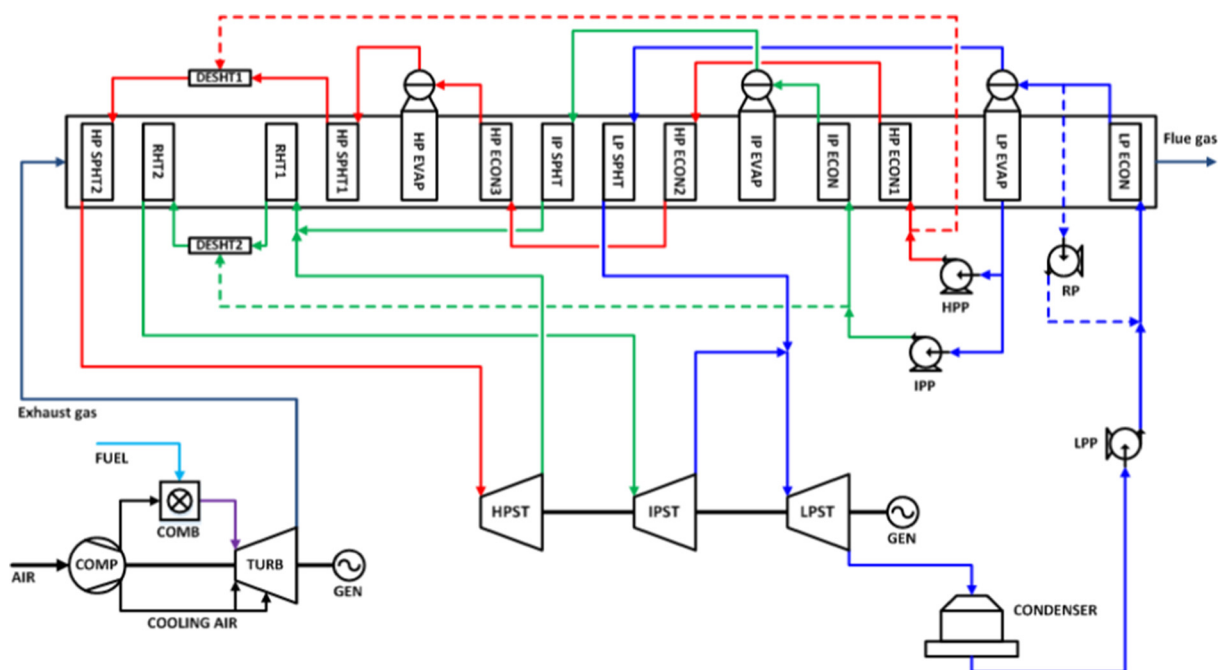 DESHT1
HP SPHT2
RHT2
RHT1
HP SPHT1
HP EVAP
HP ECON3
IP SPHT
LP SPHT
HP ECON2
IP EVAP
IP ECON
HP ECON1
LP EVAP
LP ECON
Flue gas
DESHT2
HPP
RP
IPP
Exhaust gas
LPP
FUEL
COMB
HPST
IPST
LPST
GEN
COMP
TURB
AIR
GEN
COOLING AIR
CONDENSER